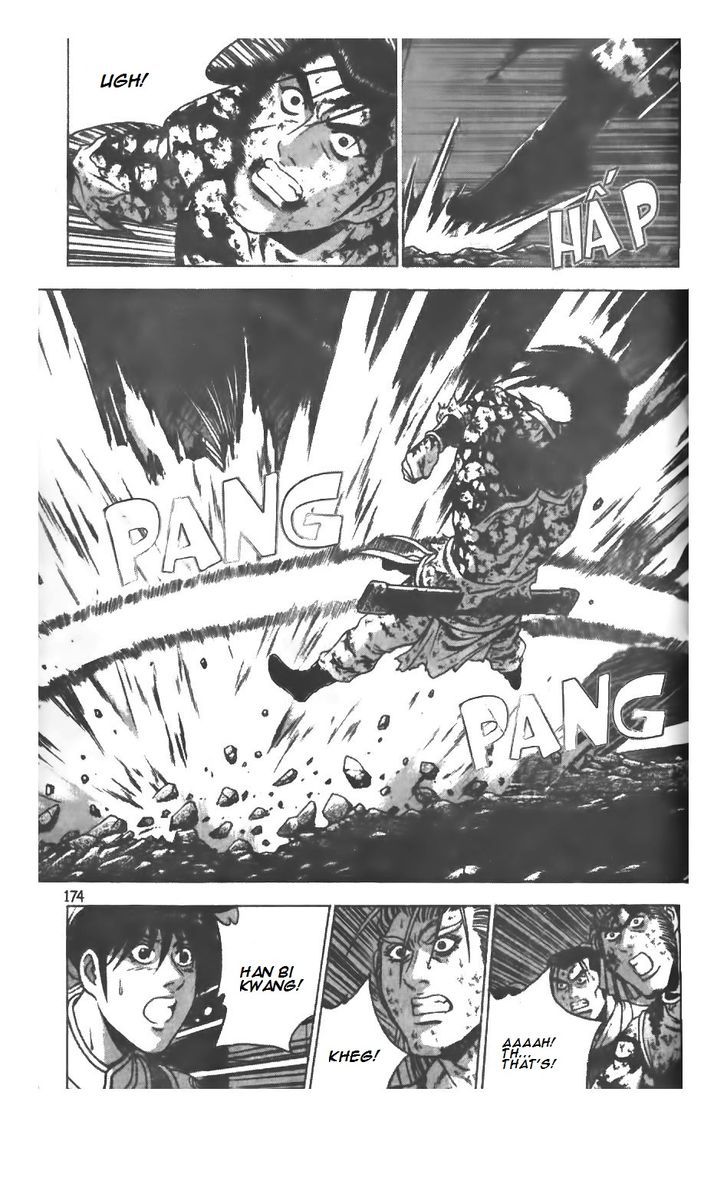 UGH!
HẤP
PANG
PANG
174
HAN BI
KWANG!
KHEG!
AAAAH!
TH...
THAT'S!